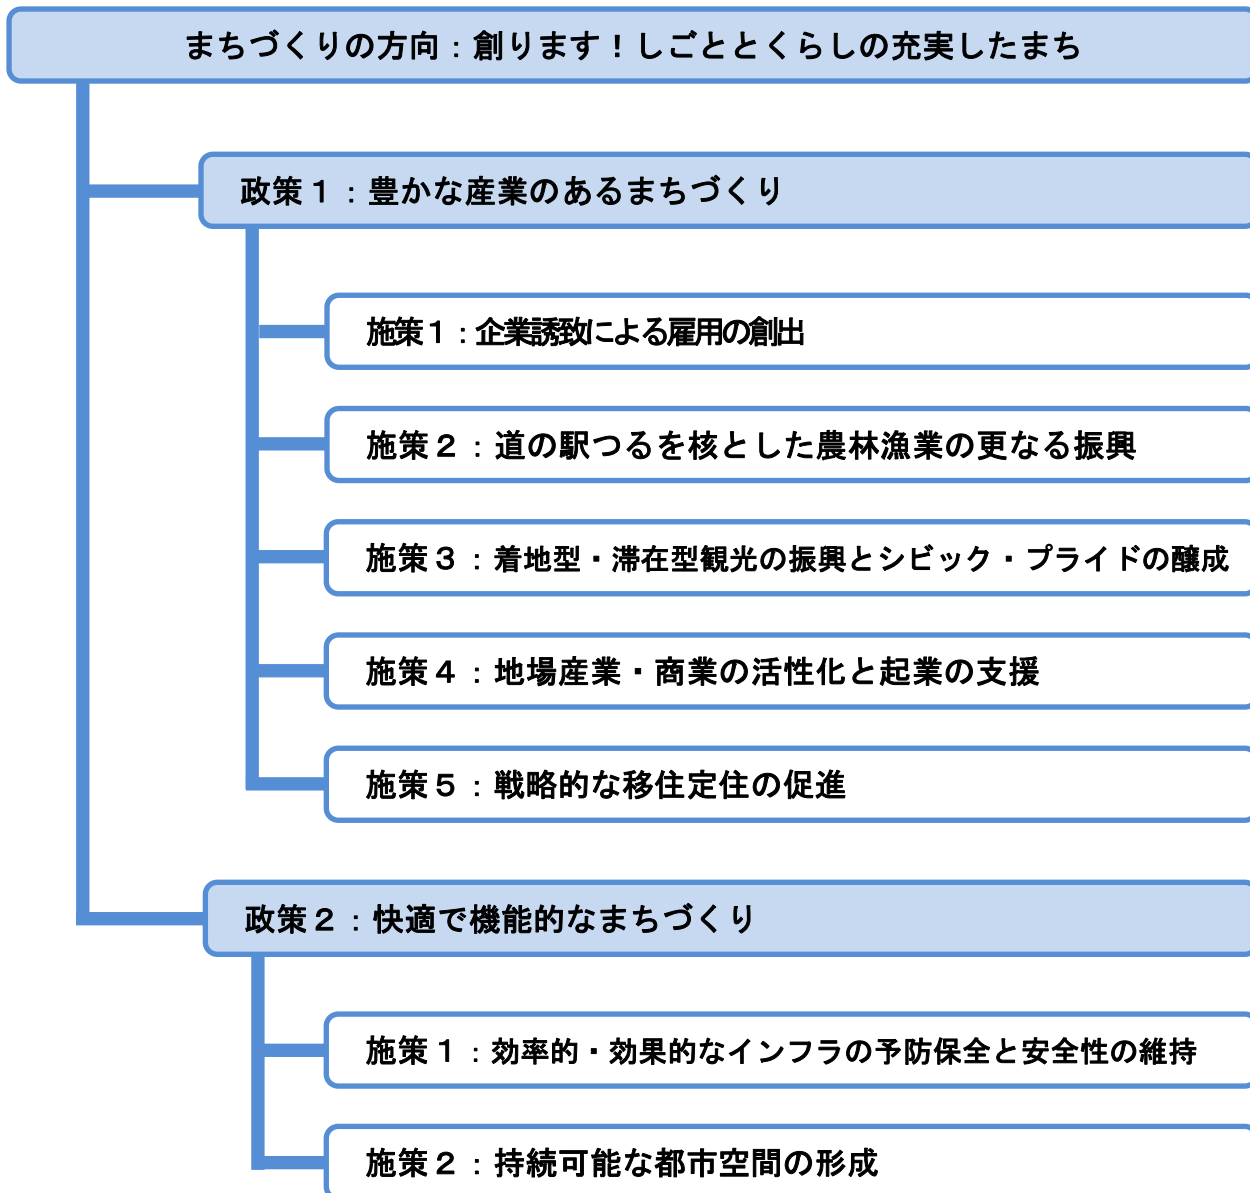 まちづくりの方向：創ります！しごととくらしの充実したまち
政策１：豊かな産業のあるまちづくり
施策１：企業誘致による雇用の創出
施策２：道の駅つるを核とした農林漁業の更なる振興
施策３：着地型・滞在型観光の振興とシビック・プライドの醸成
施策４：地場産業・商業の活性化と起業の支援
施策５：戦略的な移住定住の促進
政策２：快適で機能的なまちづくり
施策１：効率的・効果的なインフラの予防保全と安全性の維持
施策２：持続可能な都市空間の形成